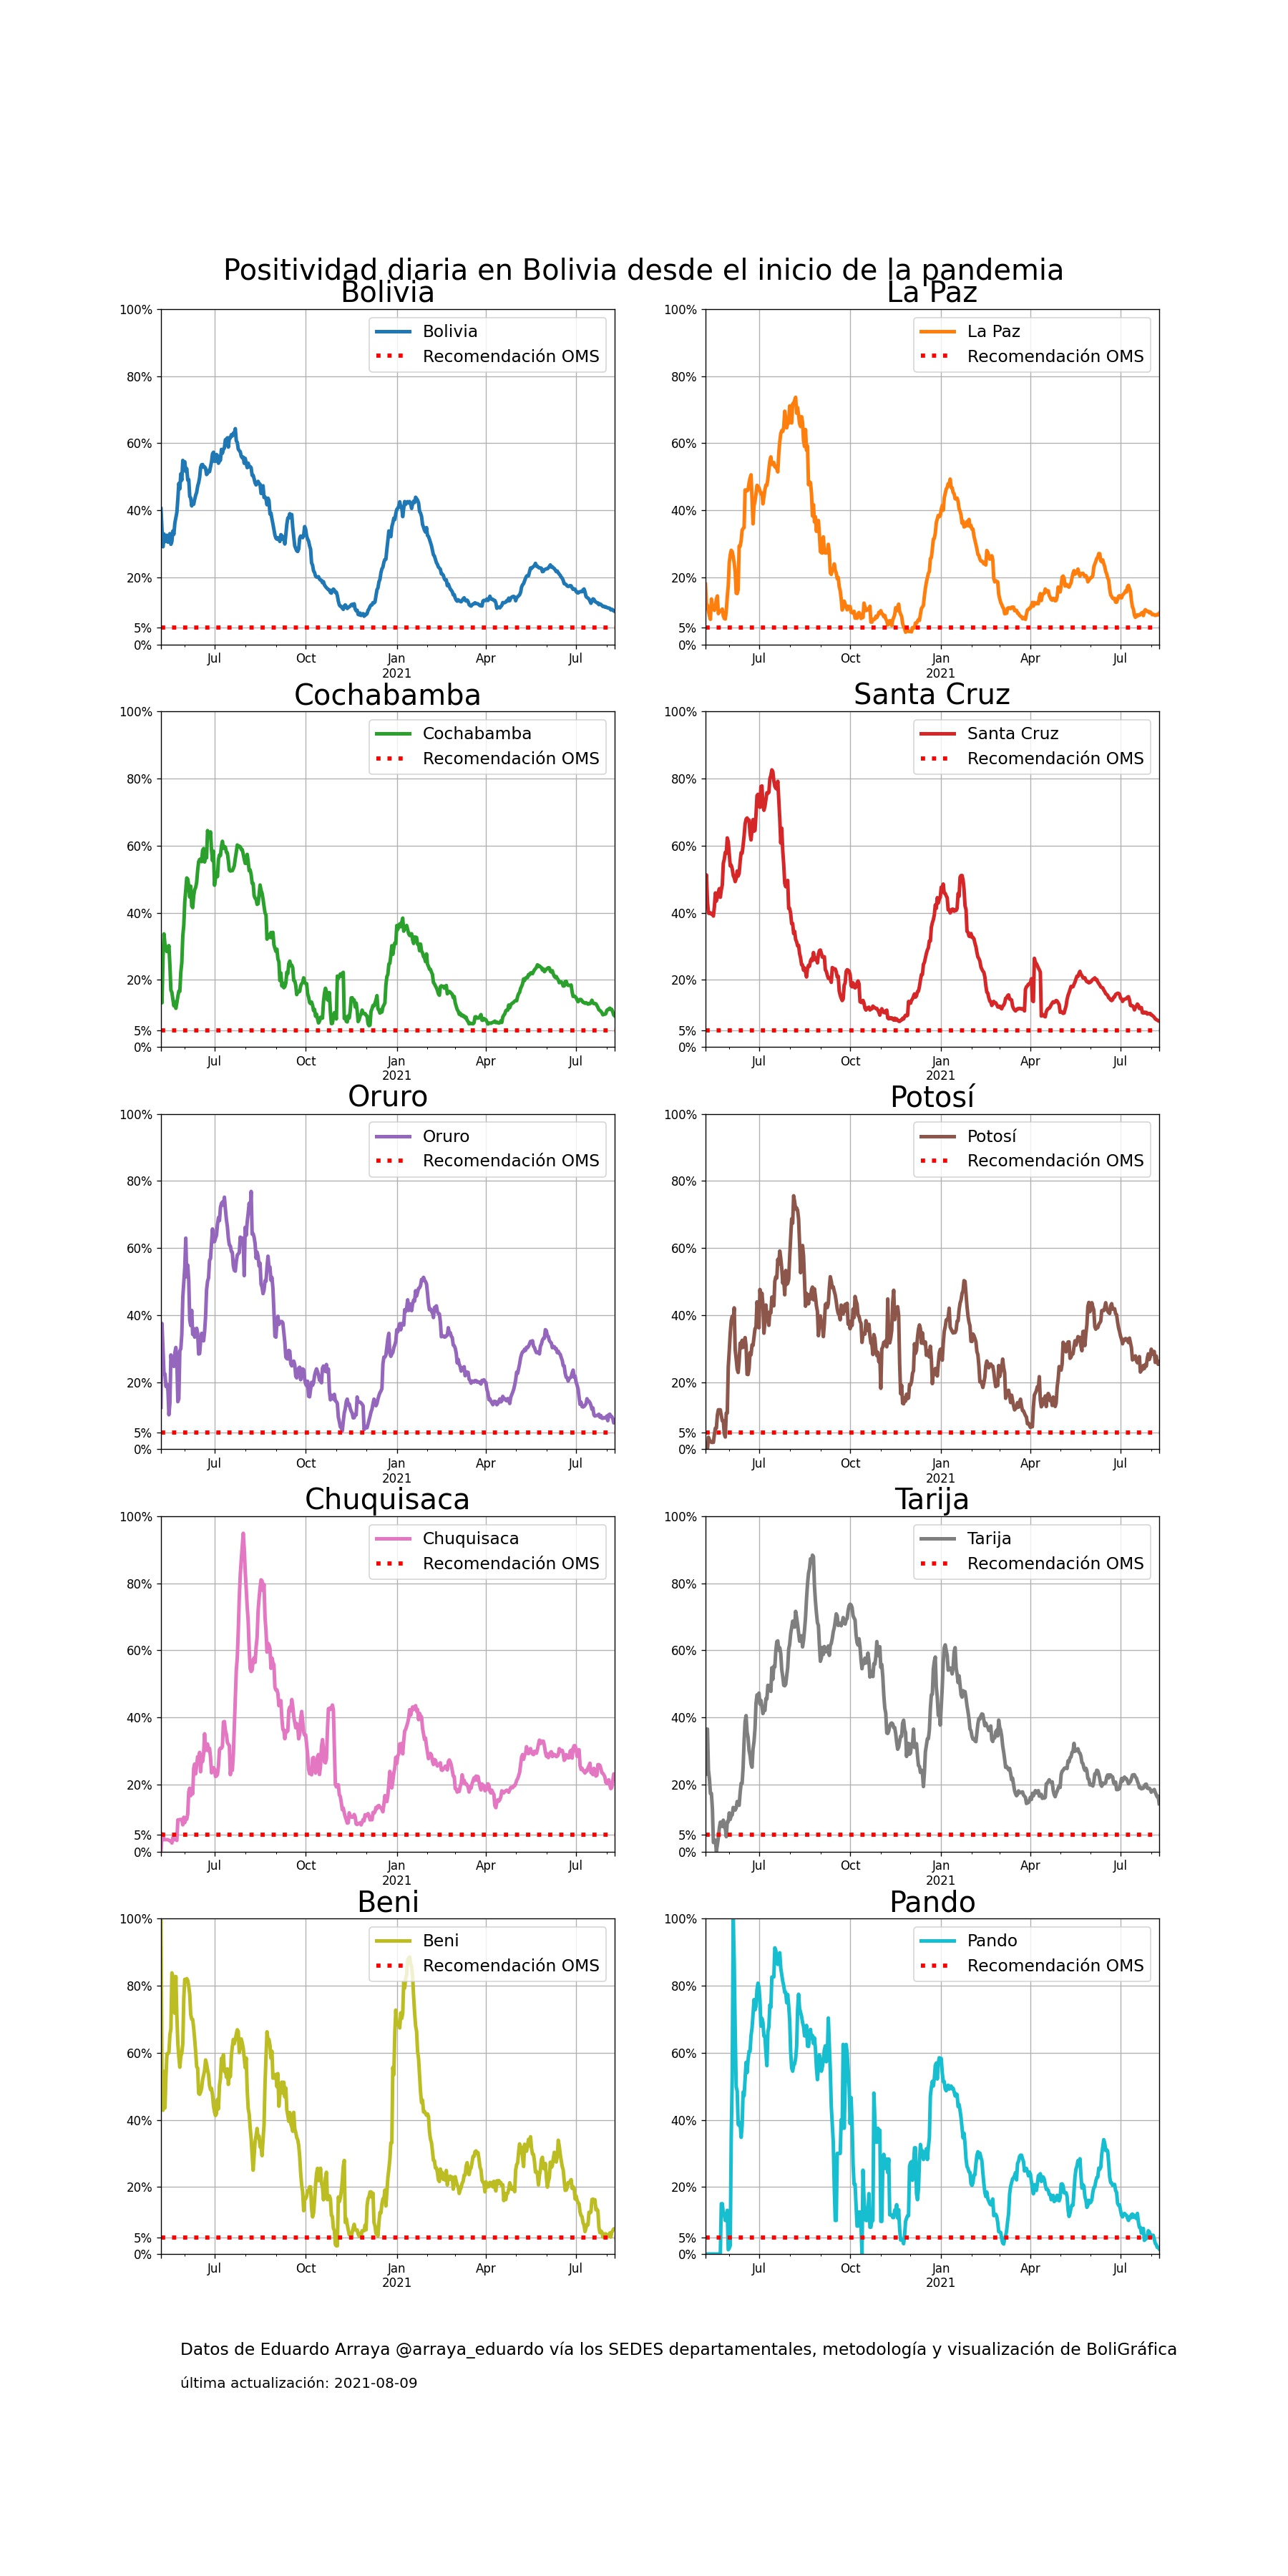 Positividad diaria en Bolivia desde el inicio de la pandemia
Bolivia
100%
80%
60%
40%
20%
5%
0%
Jul
Oct
Jan
2021
Apr
Jul
Bolivia
Recomendación OMS
La Paz
100%
80%
60%
40%
20%
5%
0%
Jul
Oct
Jan
2021
Apr
Jul
La Paz
Recomendación OMS
Cochabamba
100%
80%
60%
40%
20%
5%
0%
Jul
Oct
Jan
2021
Apr
Jul
Cochabamba
Recomendación OMS
Santa Cruz
100%
80%
60%
40%
20%
5%
0%
Jul
Oct
Jan
2021
Apr
Jul
Santa Cruz
Recomendación OMS
Oruro
100%
80%
60%
40%
20%
5%
0%
Jul
Oct
Jan
2021
Apr
Jul
Oruro
Recomendación OMS
Potosí
100%
80%
60%
40%
20%
5%
0%
Jul
Oct
Jan
2021
Apr
Jul
Potosí
Recomendación OMS
Chuquisaca
100%
80%
60%
40%
20%
5%
0%
Jul
Oct
Jan
2021
Apr
Jul
Chuquisaca
Recomendación OMS
Tarija
100%
80%
60%
40%
20%
5%
0%
Jul
Oct
Jan
2021
Apr
Jul
Tarija
Recomendación OMS
Beni
100%
80%
60%
40%
20%
5%
0%
Jul
Oct
Jan
2021
Apr
Jul
Beni
Recomendación OMS
Pando
100%
80%
60%
40%
20%
5%
0%
Jul
Oct
Jan
2021
Apr
Jul
Pando
Recomendación OMS
Datos de Eduardo Arraya @arraya_eduardo vía los SEDES departamentales, metodología y visualización de BoliGráfica
última actualización: 2021-08-09